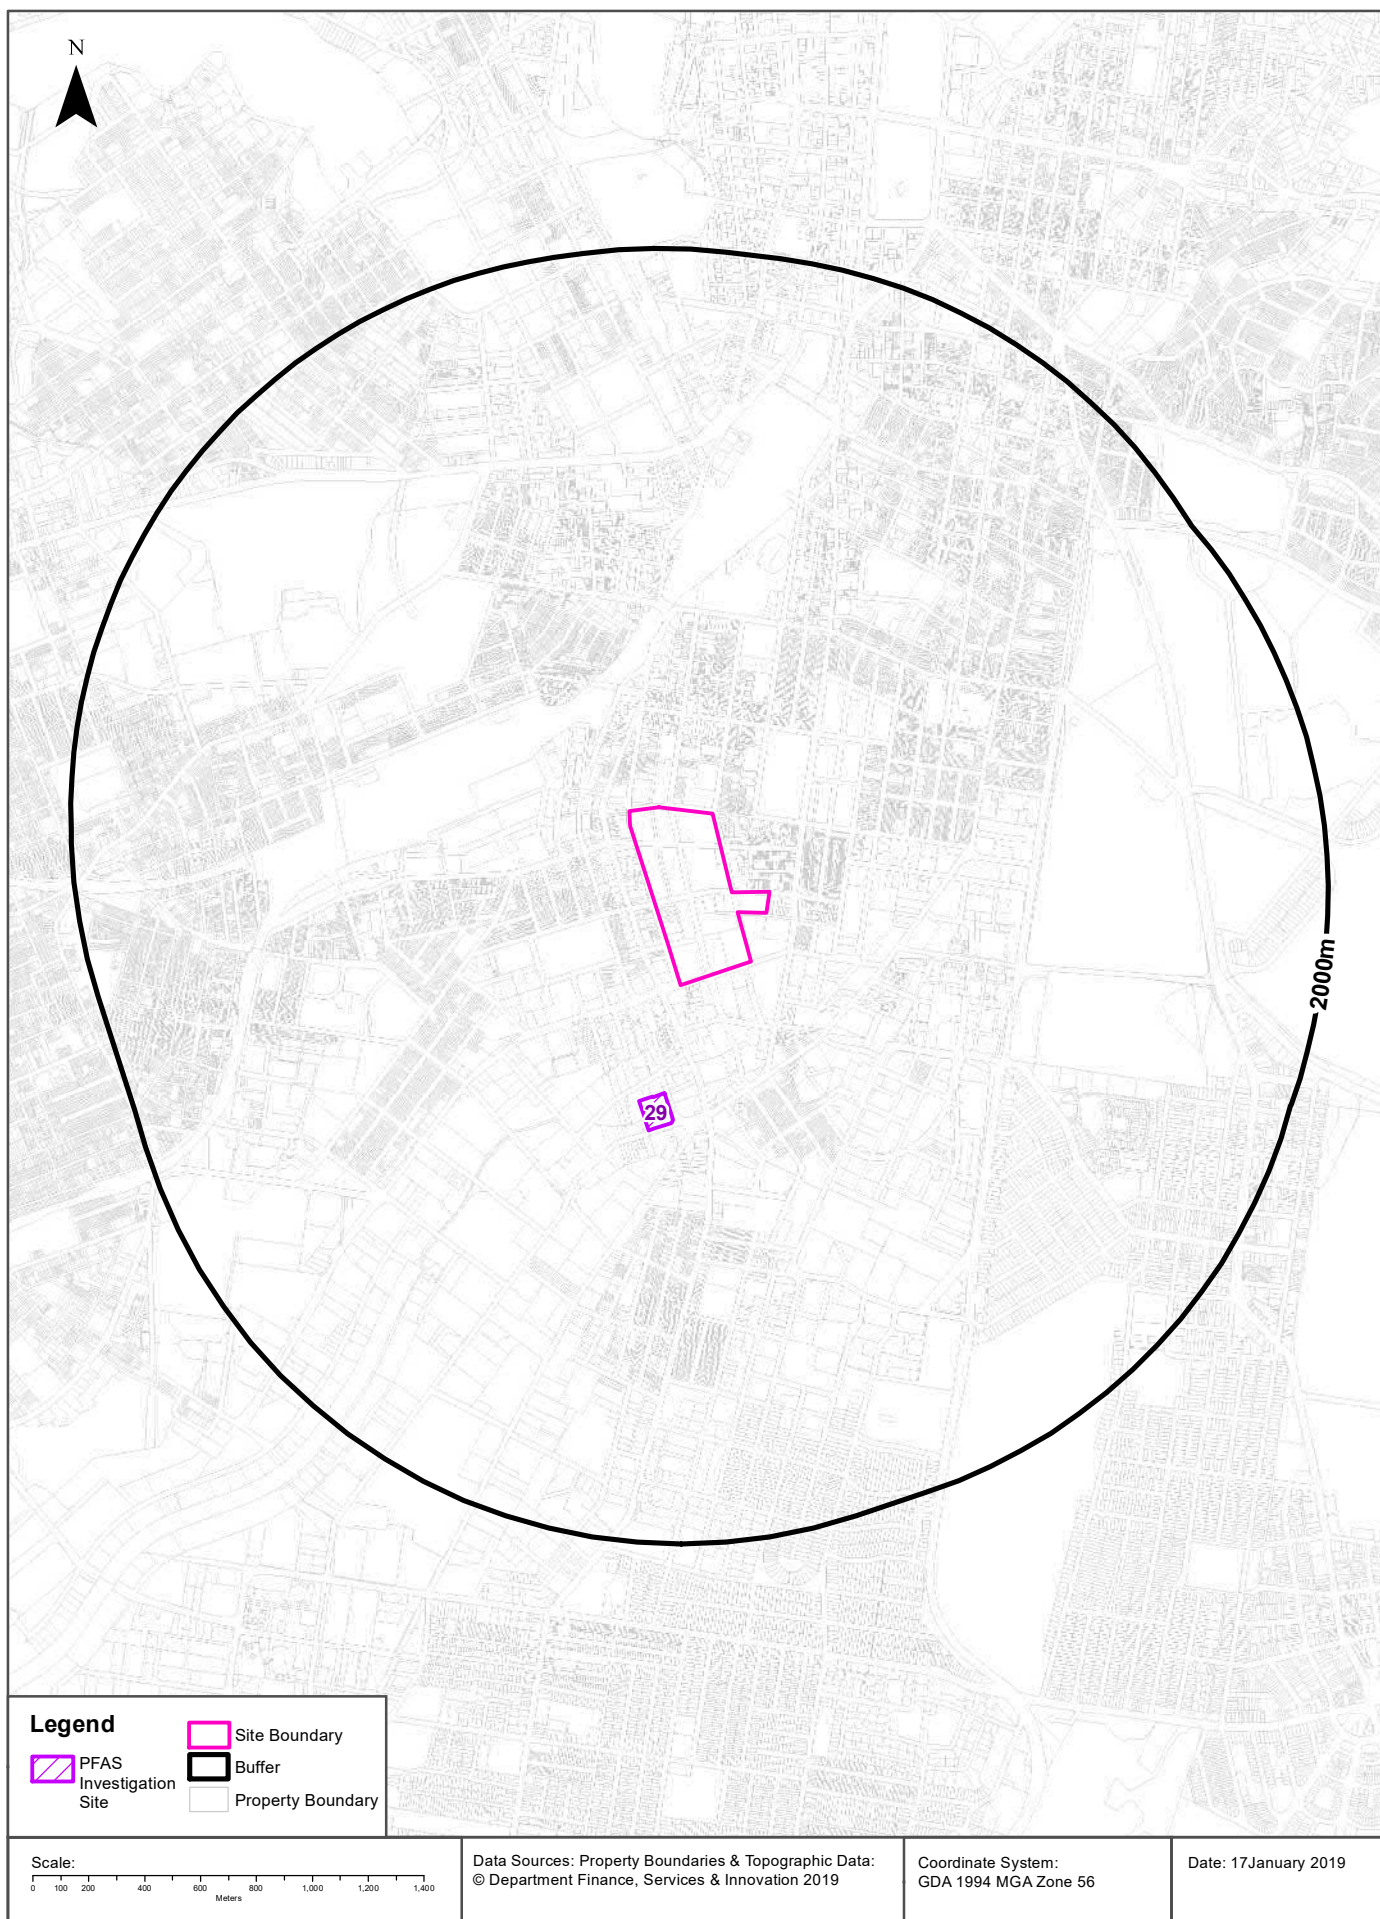 N
2000m
29
Legend
PFAS
Investigation
Site
Site Boundary
Buffer
Property Boundary
Scale:
0 100 200 400 600 800 1,000 1,200 1,400
Meters
Data Sources: Property Boundaries & Topographic Data:
© Department Finance, Services & Innovation 2019
Coordinate System:
GDA 1994 MGA Zone 56
Date: 17January 2019